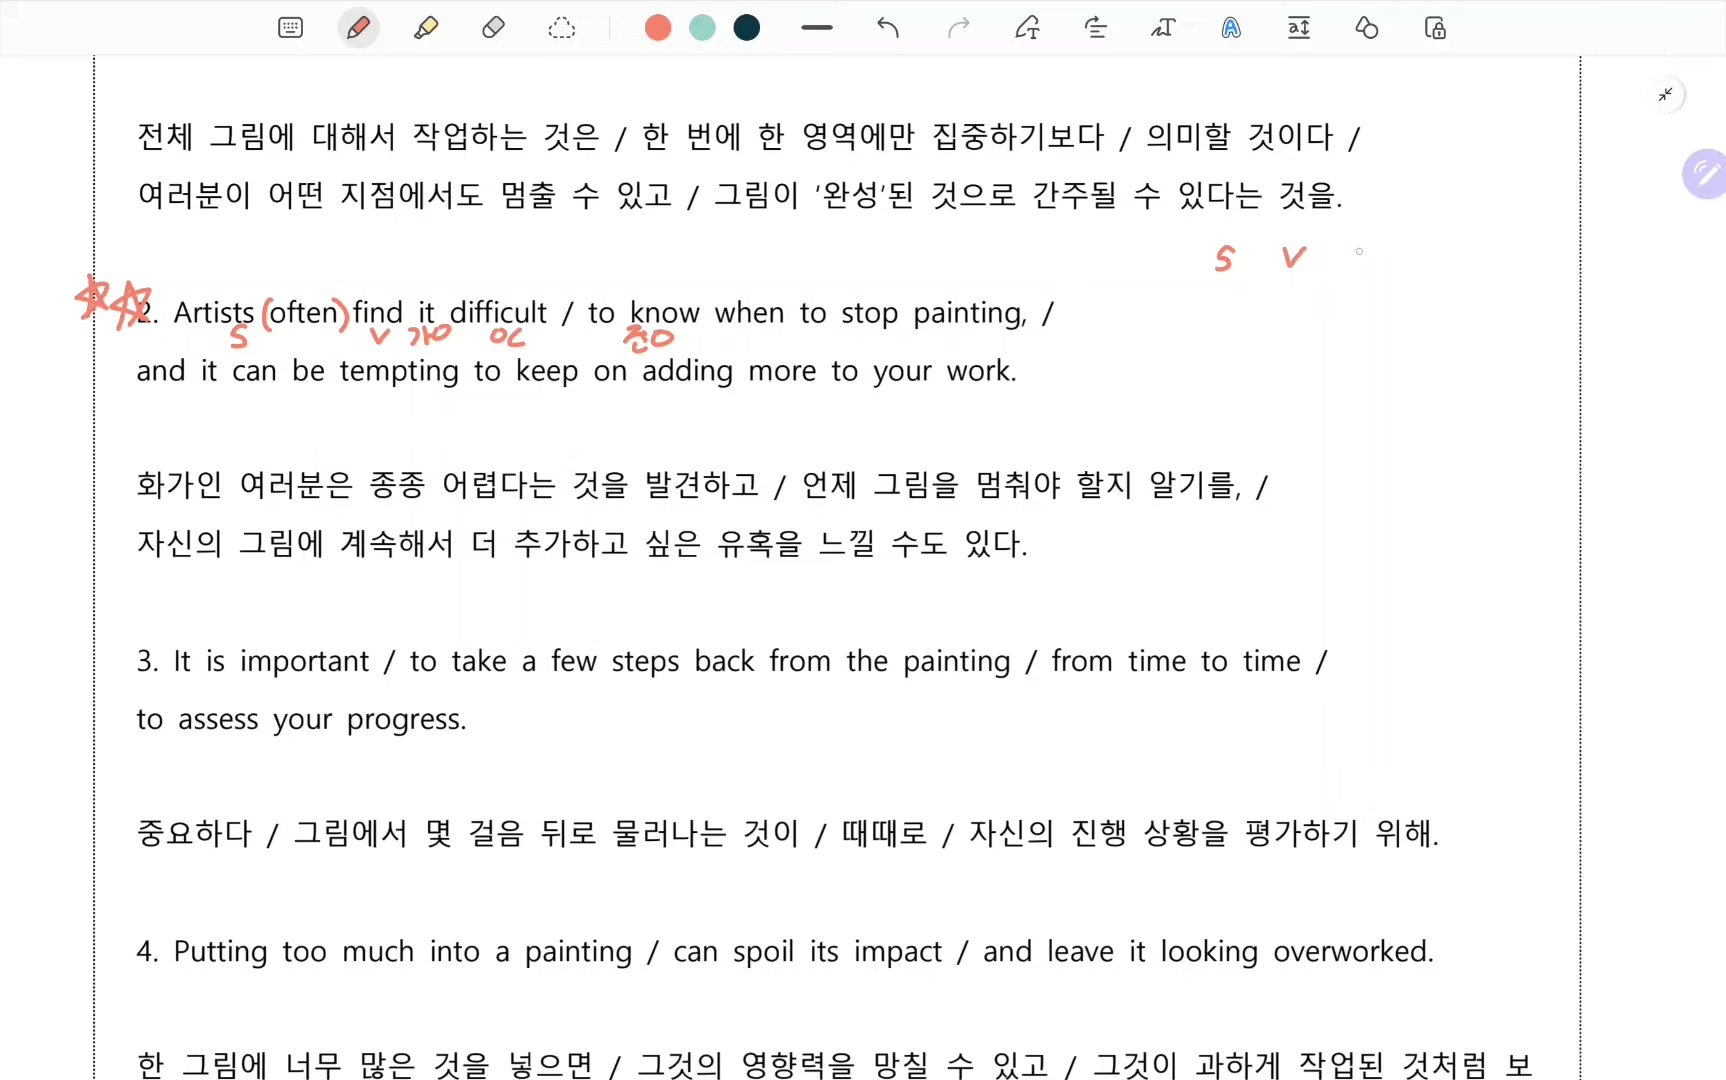 전체 그림에 대해서 작업하는 것은 / 한 번에 한 영역에만 집중하기보다 / 의미할 것이다 /
여러분이 어떤 지점에서도 멈출 수 있고 / 그림이 '완성'된 것으로 간주될 수 있다는 것을.
S V
2. Artists (often) find it difficult / to know when to stop painting, /
S V 가O OC 진O
and it can be tempting to keep on adding more to your work.
화가인 여러분은 종종 어렵다는 것을 발견하고 / 언제 그림을 멈춰야 할지 알기를, /
자신의 그림에 계속해서 더 추가하고 싶은 유혹을 느낄 수도 있다.
3. It is important / to take a few steps back from the painting / from time to time /
to assess your progress.
중요하다 / 그림에서 몇 걸음 뒤로 물러나는 것이 / 때때로 / 자신의 진행 상황을 평가하기 위해.
4. Putting too much into a painting / can spoil its impact / and leave it looking overworked.
한 그림에 너무 많은 것을 넣으면 / 그것의 영향력을 망칠 수 있고 / 그것이 과하게 작업된 것처럼 보